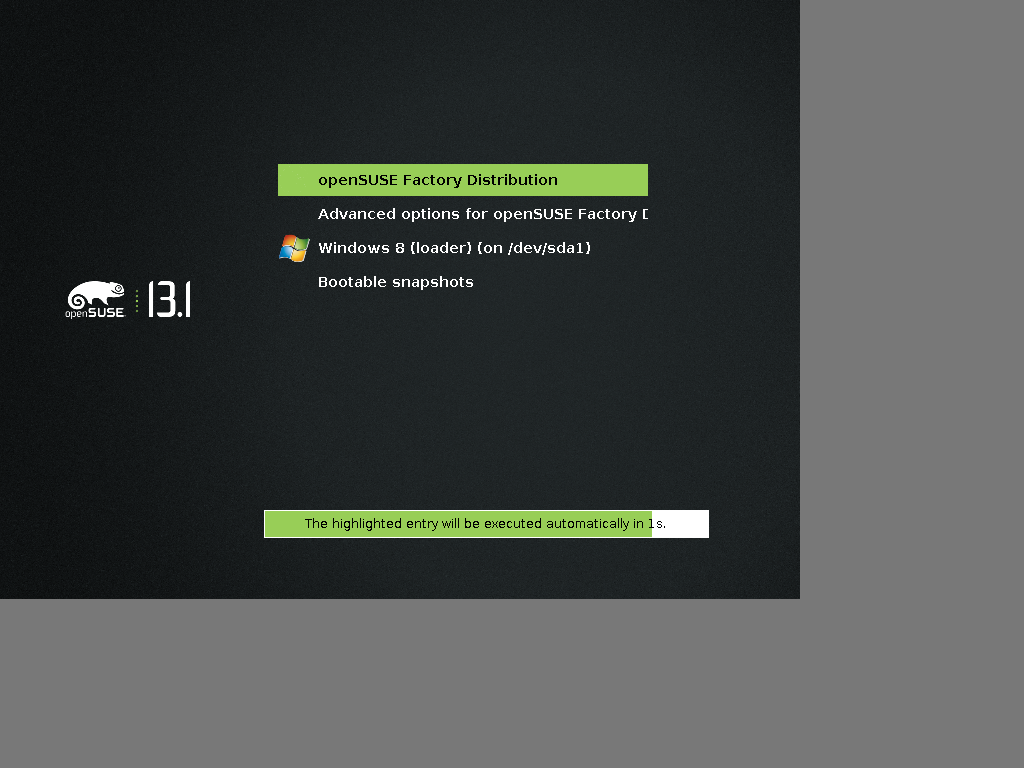 openSUSE Factory Distribution
Advanced options for openSUSE Factory
Windows 8 (loader) (on /dev/sda1)
Bootable snapshots
openSUSE 13.1
The highlighted entry will be executed automatically in 1s.